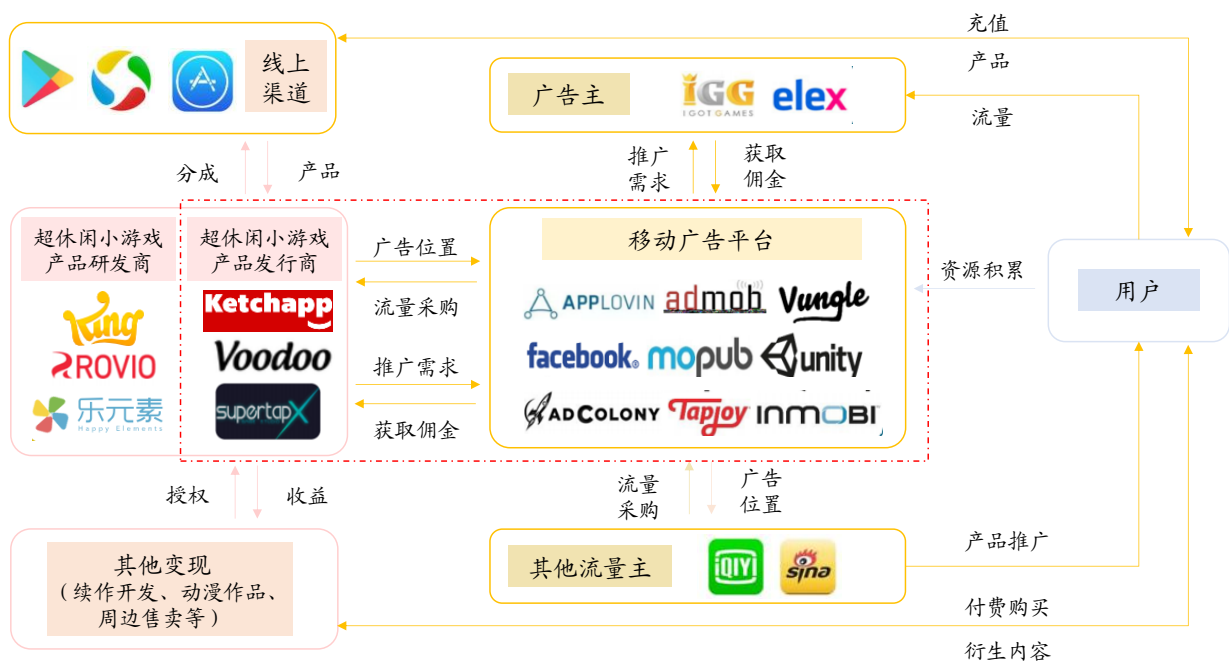 充值
产品
线上
渠道
广告主
IGG
I GOT GAMES
elex
流量
推广
需求
获取
佣金
分成
产品
超休闲小游戏
产品研发商
超休闲小游戏
产品发行商
广告位置
移动广告平台
King
ROVIO
乐元素
Happy Elements
Ketchapp
Voodoo
supertapX
流量采购
推广需求
获取佣金
APPLOVIN
admob
Vungle
facebook
mopub
unity
ADCOLONY
Tapjoy
INMOBI
资源积累
用户
授权
收益
流量
采购
广告
位置
其他变现
（续作开发、动漫作品、
周边售卖等）
其他流量主
iQIYI
sina
产品推广
付费购买
衍生内容